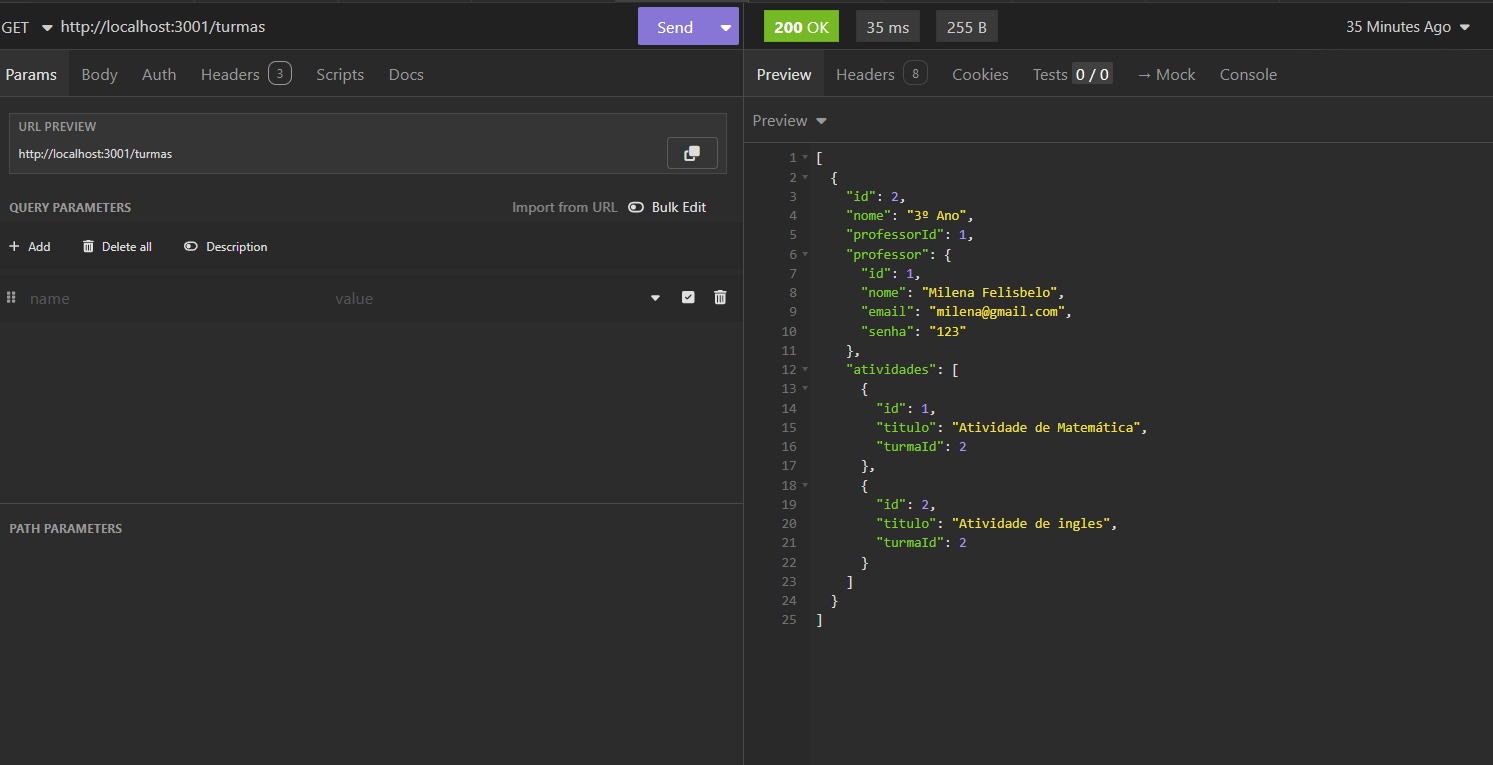 GET http://localhost:3001/turmas Send
Params Body Auth Headers 3 Scripts Docs
URL PREVIEW
http://localhost:3001/turmas
QUERY PARAMETERS Import from URL Bulk Edit
+ Add Delete all Description
name value
PATH PARAMETERS
200 OK 35 ms 255 B 35 Minutes Ago
Preview Headers 8 Cookies Tests 0 / 0 → Mock Console
Preview
1 [
2 {
3 "id": 2,
4 "nome": "3º Ano",
5 "professorId": 1,
6 "professor": {
7 "id": 1,
8 "nome": "Milena Felisbelo",
9 "email": "milena@gmail.com",
10 "senha": "123"
11 },
12 "atividades": [
13 {
14 "id": 1,
15 "titulo": "Atividade de Matemática",
16 "turmaId": 2
17 },
18 {
19 "id": 2,
20 "titulo": "Atividade de ingles",
21 "turmaId": 2
22 }
23 ]
24 }
25 ]